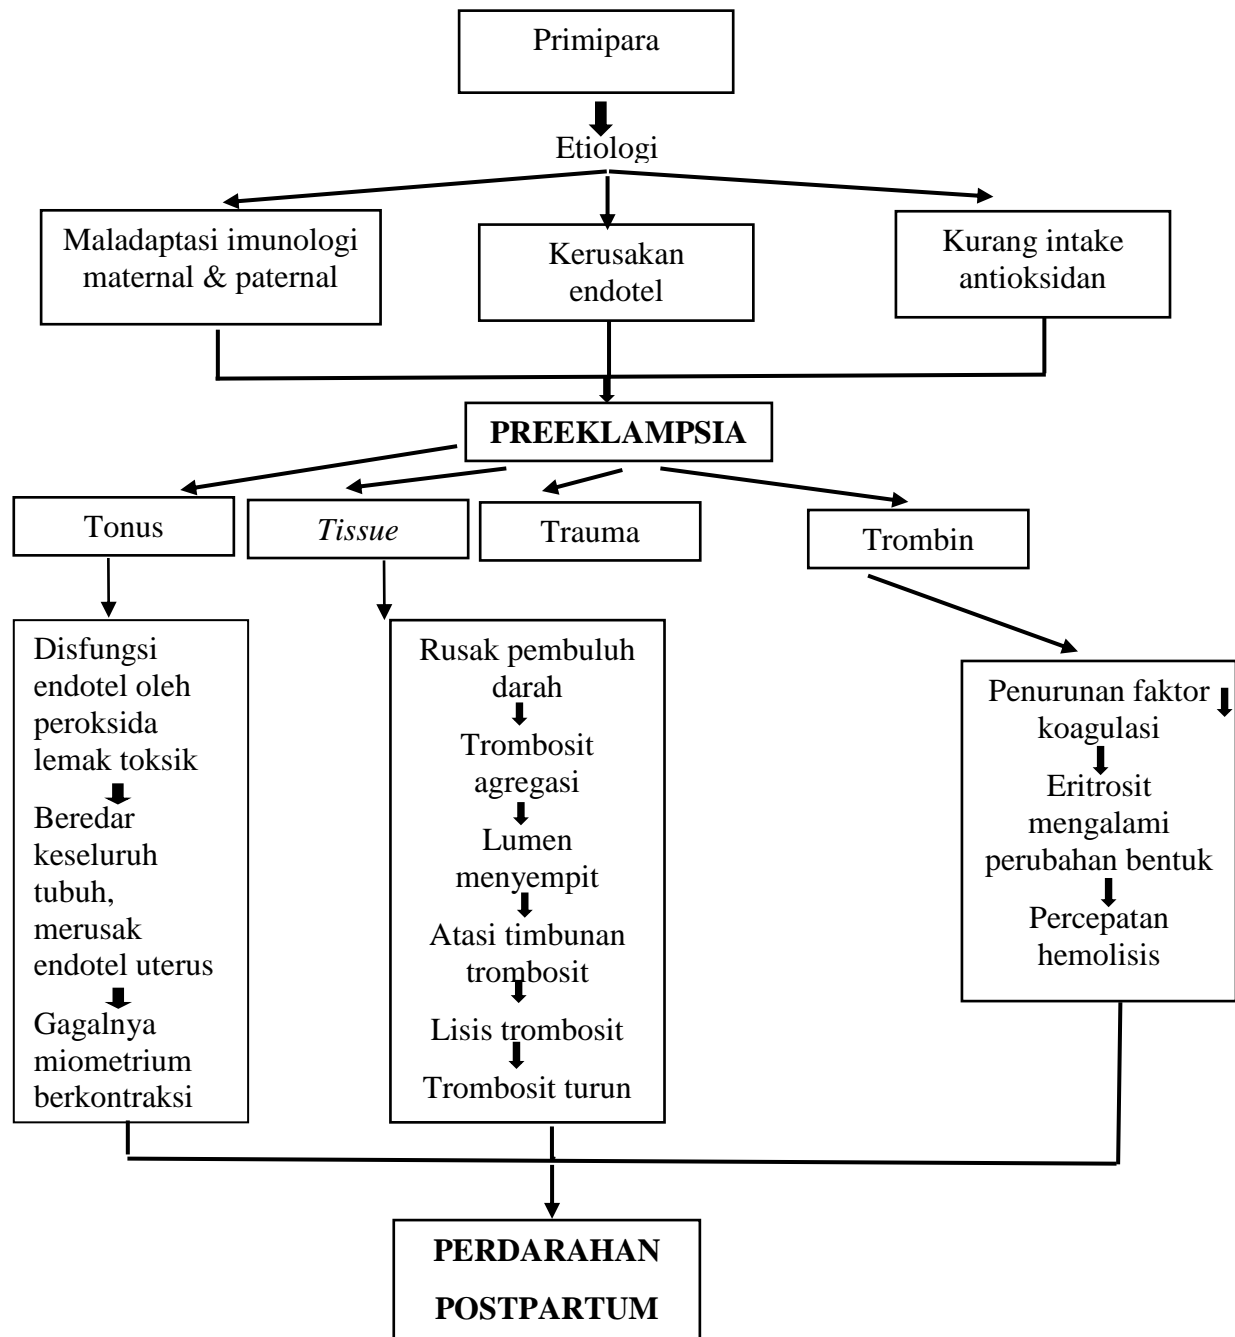 Primipara
Etiologi
Maladaptasi imunologi
maternal & paternal
Kerusakan
endotel
Kurang intake
antioksidan
PREEKLAMPSIA
Tonus
Tissue
Trauma
Trombin
Disfungsi
endotel oleh
peroksida
lemak toksik
Beredar
keseluruh
tubuh,
merusak
endotel uterus
Gagalnya
miometrium
berkontraksi
Rusak pembuluh
darah
Trombosit
agregasi
Lumen
menyempit
Atasi timbunan
trombosit
Lisis trombosit
Trombosit turun
Penurunan faktor
koagulasi
Eritrosit
mengalami
perubahan bentuk
Percepatan
hemolisis
PERDARAHAN
POSTPARTUM